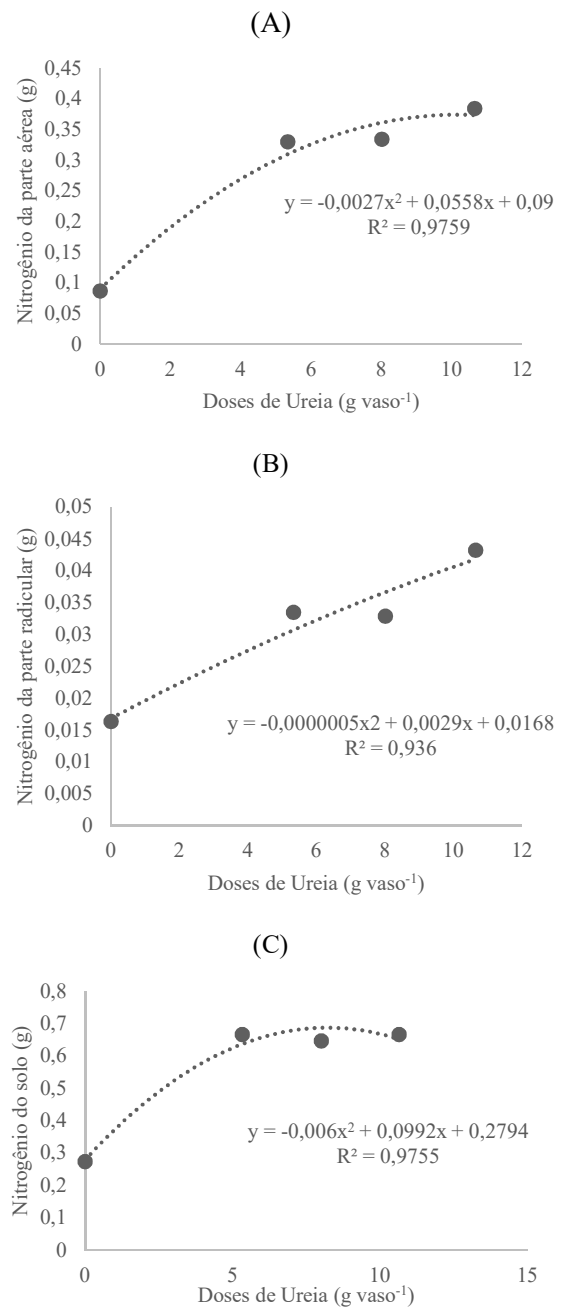 (A)
0,45
0,4
0,35
0,3
0,25
0,2
0,15
0,1
0,05
0
Nitrogênio da parte aérea (g)
y = -0,0027x² + 0,0558x + 0,09
R² = 0,9759
0 2 4 6 8 10 12
Doses de Ureia (g vaso⁻¹)
(B)
0,05
0,045
0,04
0,035
0,03
0,025
0,02
0,015
0,01
0,005
0
Nitrogênio da parte radicular (g)
y = -0,0000005x2 + 0,0029x + 0,0168
R² = 0,936
0 2 4 6 8 10 12
Doses de Ureia (g vaso⁻¹)
(C)
0,8
0,7
0,6
0,5
0,4
0,3
0,2
0,1
0
Nitrogênio do solo (g)
y = -0,006x² + 0,0992x + 0,2794
R² = 0,9755
0 5 10 15
Doses de Ureia (g vaso⁻¹)